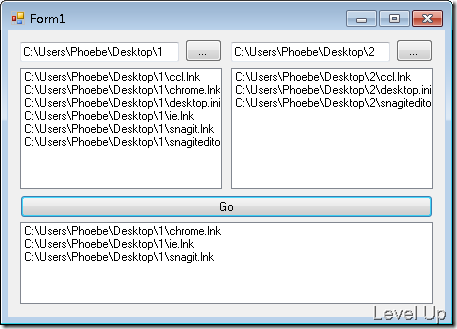 Form1
C:\Users\Phoebe\Desktop\1
...
C:\Users\Phoebe\Desktop\2
...
C:\Users\Phoebe\Desktop\1\ccl.lnk
C:\Users\Phoebe\Desktop\1\chrome.lnk
C:\Users\Phoebe\Desktop\1\desktop.ini
C:\Users\Phoebe\Desktop\1\ie.lnk
C:\Users\Phoebe\Desktop\1\snagit.lnk
C:\Users\Phoebe\Desktop\1\snagitedito
C:\Users\Phoebe\Desktop\2\ccl.lnk
C:\Users\Phoebe\Desktop\2\desktop.ini
C:\Users\Phoebe\Desktop\2\snagitedito
Go
C:\Users\Phoebe\Desktop\1\chrome.lnk
C:\Users\Phoebe\Desktop\1\ie.lnk
C:\Users\Phoebe\Desktop\1\snagit.lnk
Level Up